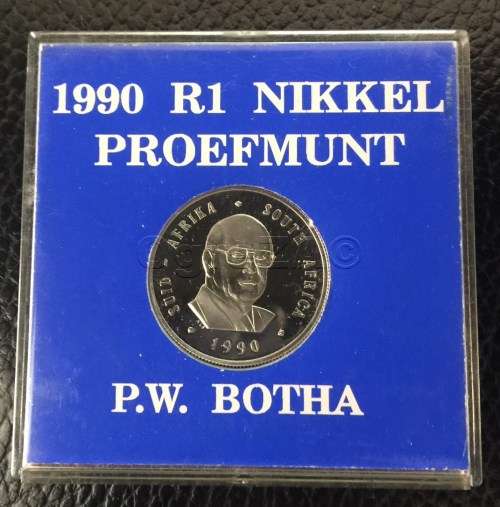 1990 R1 NIKKEL
PROEFMUNT
SUID - AFRIKA SOUTH AFRICA
1990
P.W. BOTHA